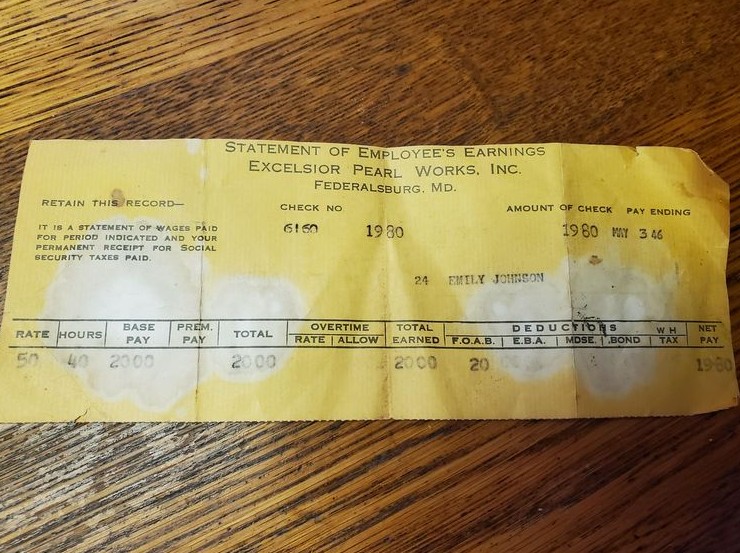 STATEMENT OF EMPLOYEE'S EARNINGS
EXCELSIOR PEARL WORKS, INC.
FEDERALSBURG, MD.
RETAIN THIS RECORD—
IT IS A STATEMENT OF WAGES PAID
FOR PERIOD INDICATED AND YOUR
PERMANENT RECEIPT FOR SOCIAL
SECURITY TAXES PAID.
CHECK NO
6160 1980
AMOUNT OF CHECK PAY ENDING
1980 MAY 3 46
24 EMILY JOHNSON
RATE HOURS BASE PAY PREM. PAY TOTAL OVERTIME RATE ALLOW TOTAL EARNED DEDUCTIONS F.O.A.B. E.B.A. MDSE. BOND W H TAX NET PAY
50 40 2000 2000 2000 20 1980